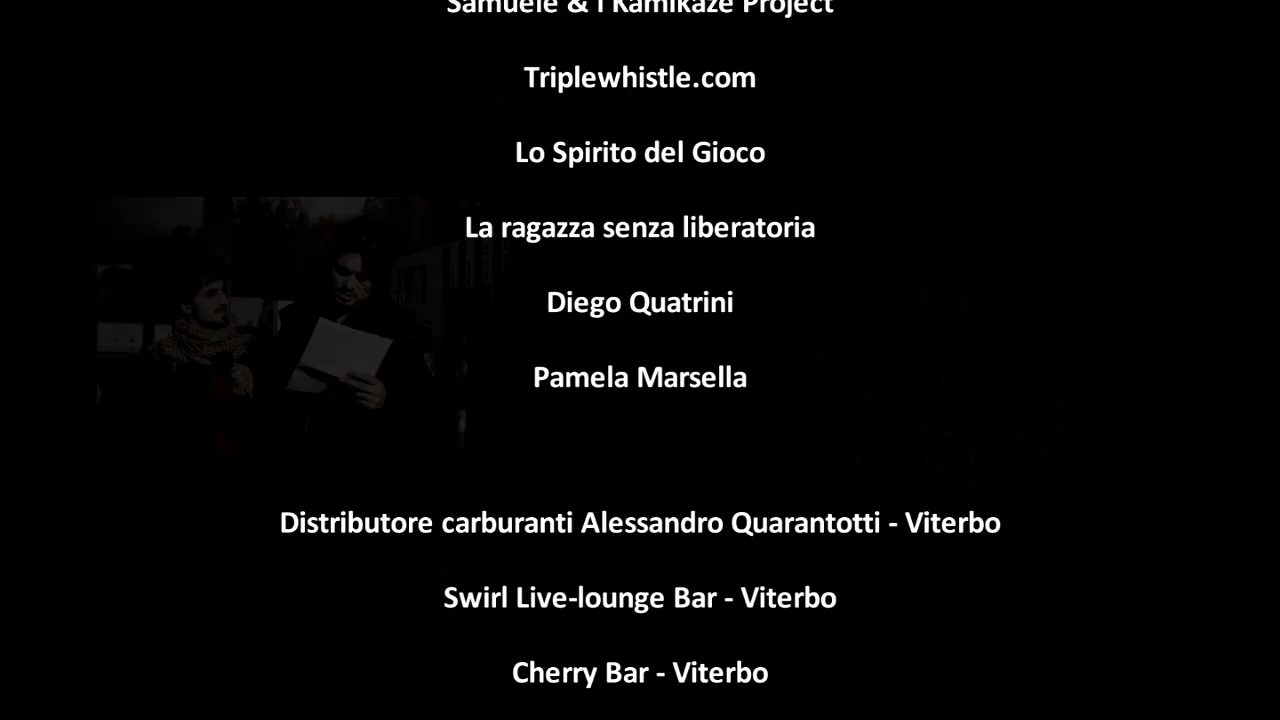 Samuele & i Kamikaze Project
Triplewhistle.com
Lo Spirito del Gioco
La ragazza senza liberatoria
Diego Quatrini
Pamela Marsella
Distributore carburanti Alessandro Quarantotti - Viterbo
Swirl Live-lounge Bar - Viterbo
Cherry Bar - Viterbo